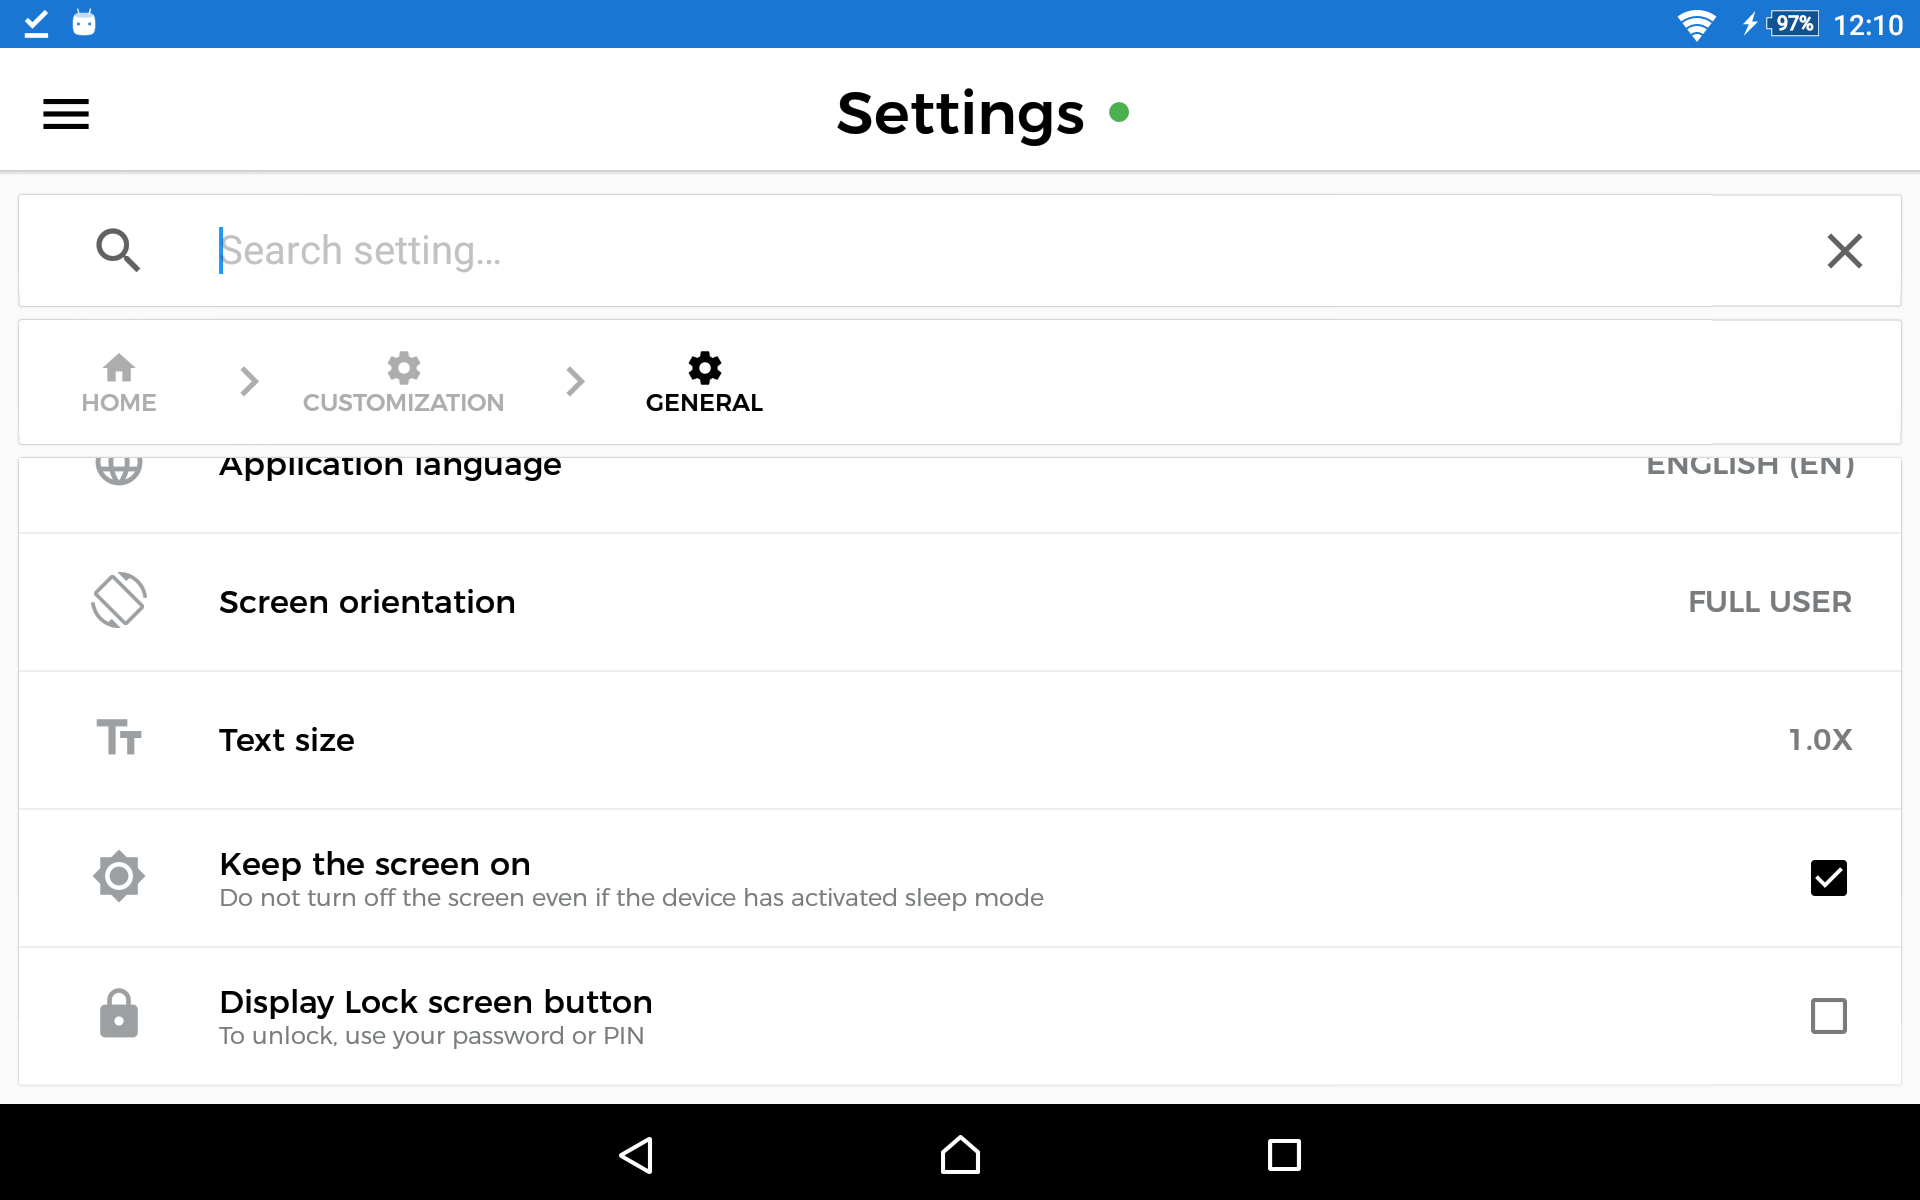 97% 12:10
Settings
Search setting...
HOME CUSTOMIZATION GENERAL
Application language ENGLISH (EN)
Screen orientation FULL USER
Text size 1.0X
Keep the screen on
Do not turn off the screen even if the device has activated sleep mode
Display Lock screen button
To unlock, use your password or PIN